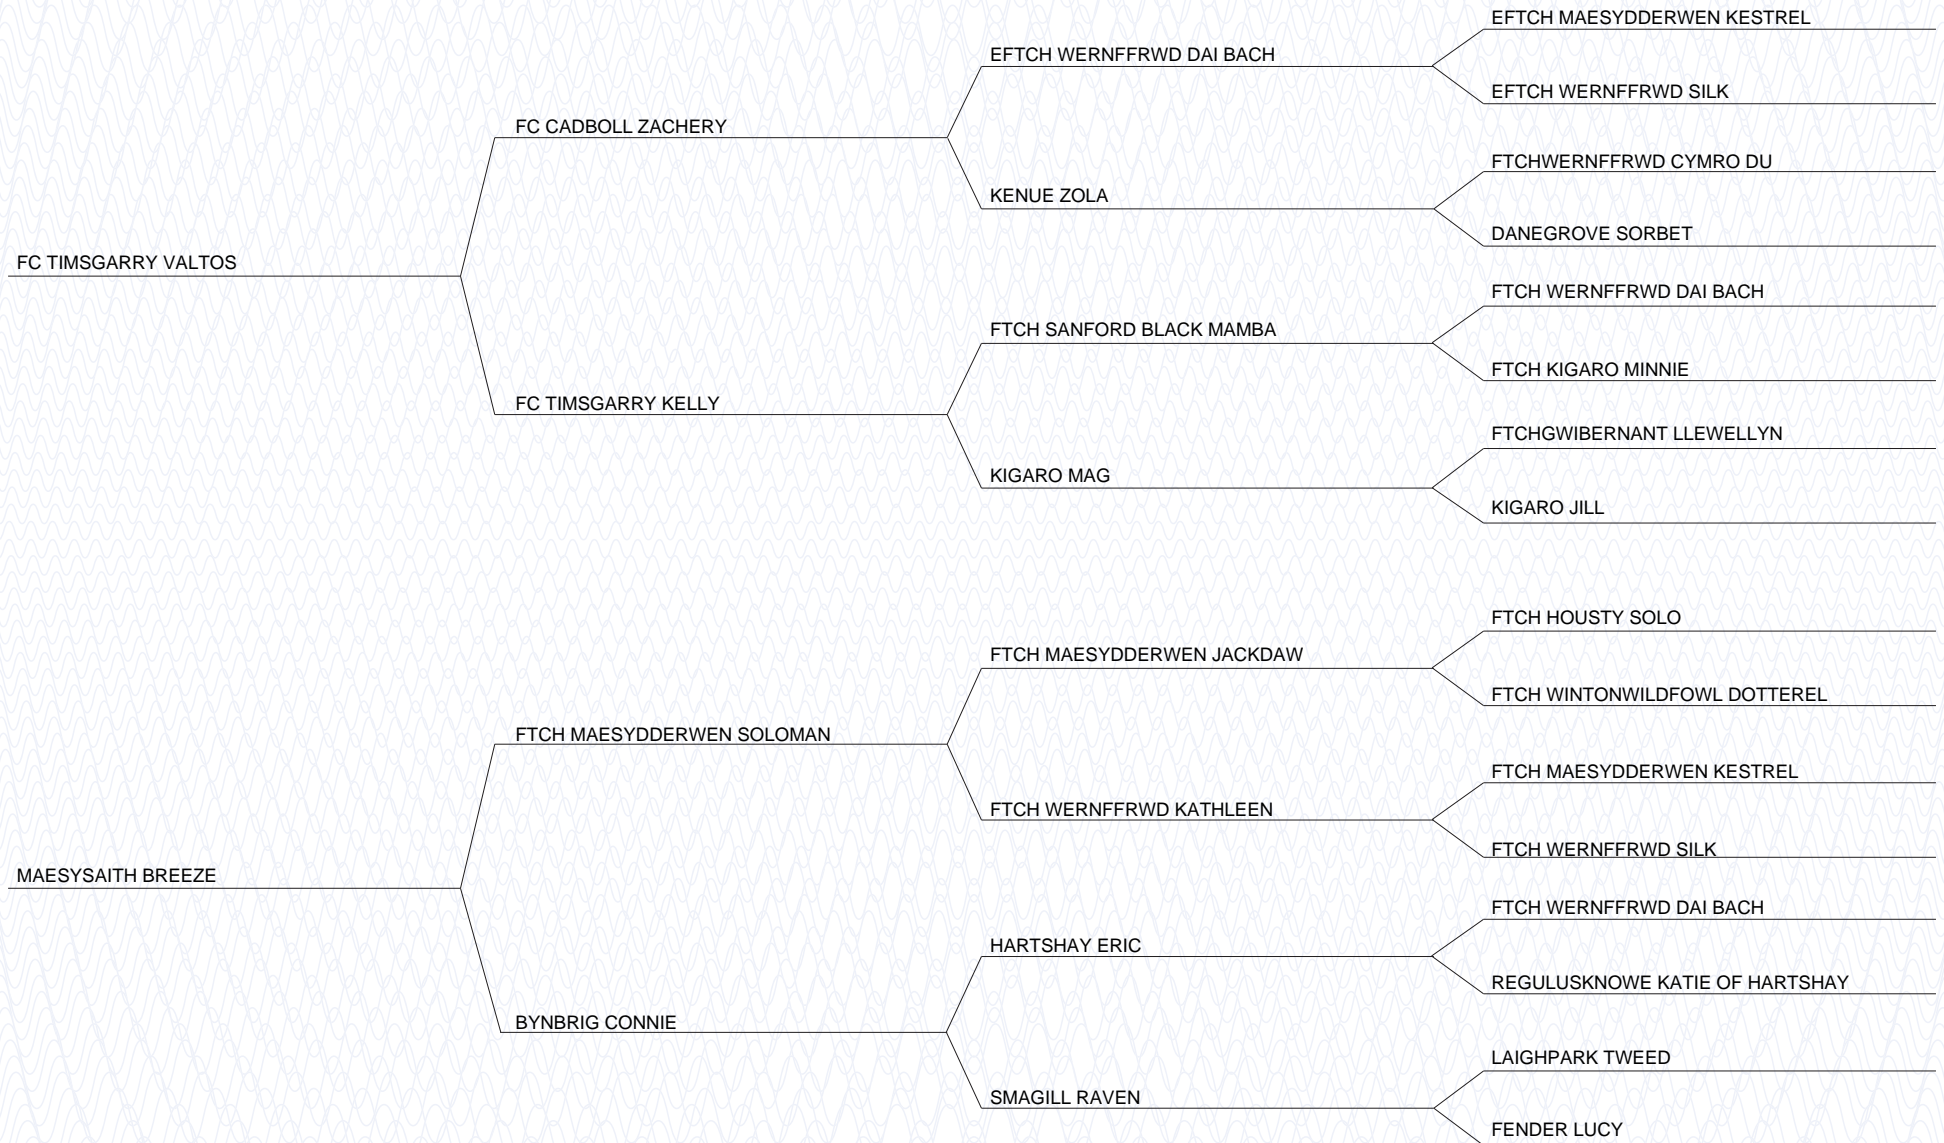 EFTCH MAESYDDERWEN KESTREL
EFTCH WERNFFRWD DAI BACH
EFTCH WERNFFRWD SILK
FC CADBOLL ZACHERY
FTCHWERNFFRWD CYMRO DU
KENUE ZOLA
DANEGROVE SORBET
FC TIMSGARRY VALTOS
FTCH WERNFFRWD DAI BACH
FTCH SANFORD BLACK MAMBA
FTCH KIGARO MINNIE
FC TIMSGARRY KELLY
FTCHGWIBERNANT LLEWELLYN
KIGARO MAG
KIGARO JILL
FTCH HOUSTY SOLO
FTCH MAESYDDERWEN JACKDAW
FTCH WINTONWILDFOWL DOTTEREL
FTCH MAESYDDERWEN SOLOMAN
FTCH MAESYDDERWEN KESTREL
FTCH WERNFFRWD KATHLEEN
FTCH WERNFFRWD SILK
MAESYSAITH BREEZE
FTCH WERNFFRWD DAI BACH
HARTSHAY ERIC
REGULUSKNOWE KATIE OF HARTSHAY
BYNBRIG CONNIE
LAIGHPARK TWEED
SMAGILL RAVEN
FENDER LUCY